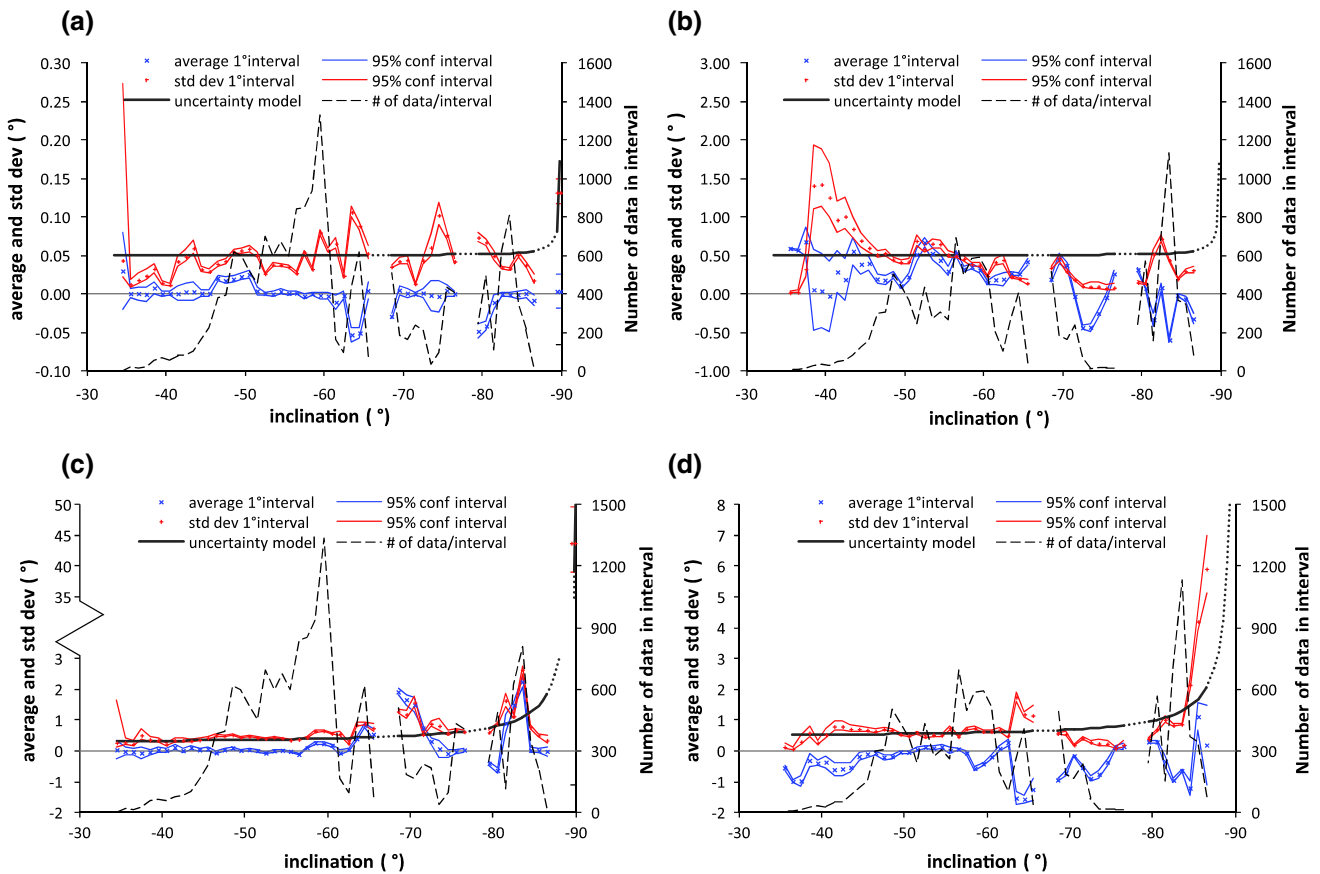 (a)
average 1°interval
95% conf interval
std dev 1°interval
95% conf interval
uncertainty model
# of data/interval
average and std dev ( °)
0.30
0.25
0.20
0.15
0.10
0.05
0.00
-0.05
-0.10
1600
1400
1200
1000
800
600
400
200
0
Number of data in interval
-30
-40
-50
-60
-70
-80
-90
inclination ( °)
(b)
average 1°interval
95% conf interval
std dev 1°interval
95% conf interval
uncertainty model
# of data/interval
average and std dev ( °)
3.00
2.50
2.00
1.50
1.00
0.50
0.00
-0.50
-1.00
1600
1400
1200
1000
800
600
400
200
0
Number of data in interval
-30
-40
-50
-60
-70
-80
-90
inclination ( °)
(c)
average 1°interval
95% conf interval
std dev 1°interval
95% conf interval
uncertainty model
# of data/interval
average and std dev ( °)
50
45
40
35
3
2
1
0
-1
-2
1500
1200
900
600
300
0
Number of data in interval
-30
-40
-50
-60
-70
-80
-90
inclination ( °)
(d)
average 1°interval
95% conf interval
std dev 1°interval
95% conf interval
uncertainty model
# of data/interval
average and std dev ( °)
8
7
6
5
4
3
2
1
0
-1
-2
1500
1200
900
600
300
0
Number of data in interval
-30
-40
-50
-60
-70
-80
-90
inclination ( °)